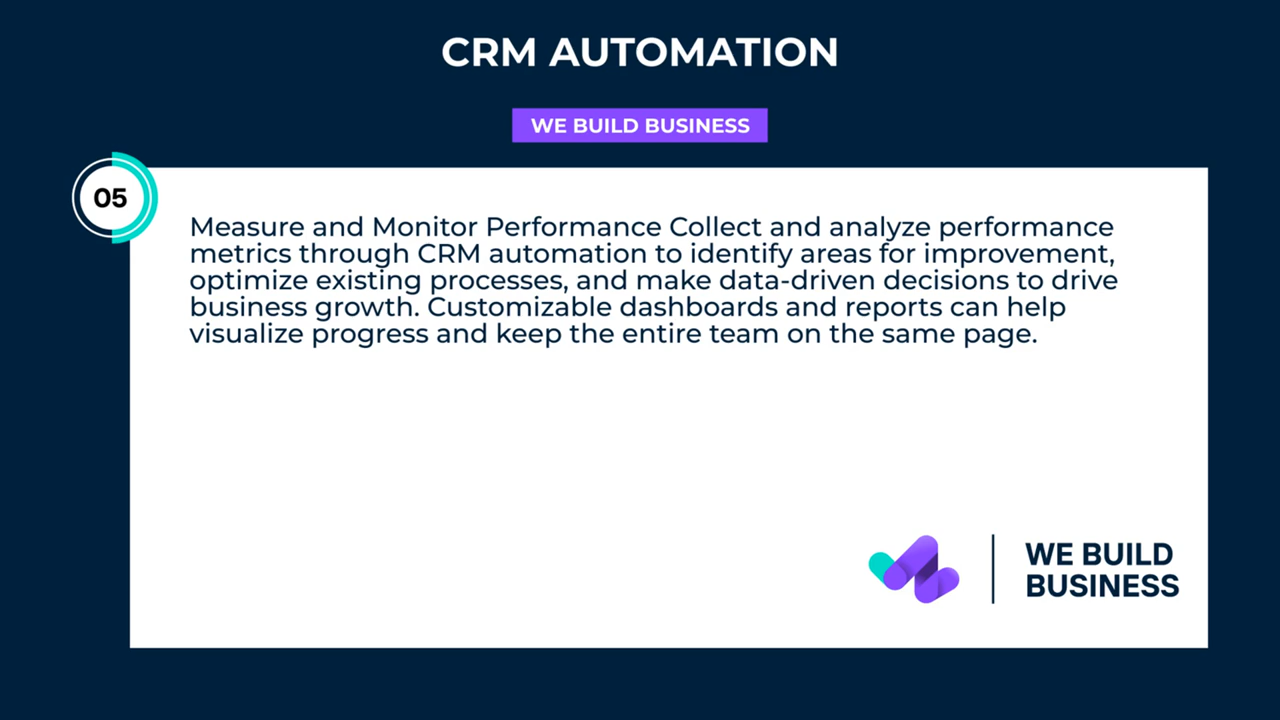 CRM AUTOMATION
WE BUILD BUSINESS
05
Measure and Monitor Performance Collect and analyze performance
metrics through CRM automation to identify areas for improvement,
optimize existing processes, and make data-driven decisions to drive
business growth. Customizable dashboards and reports can help
visualize progress and keep the entire team on the same page.
WE BUILD
BUSINESS